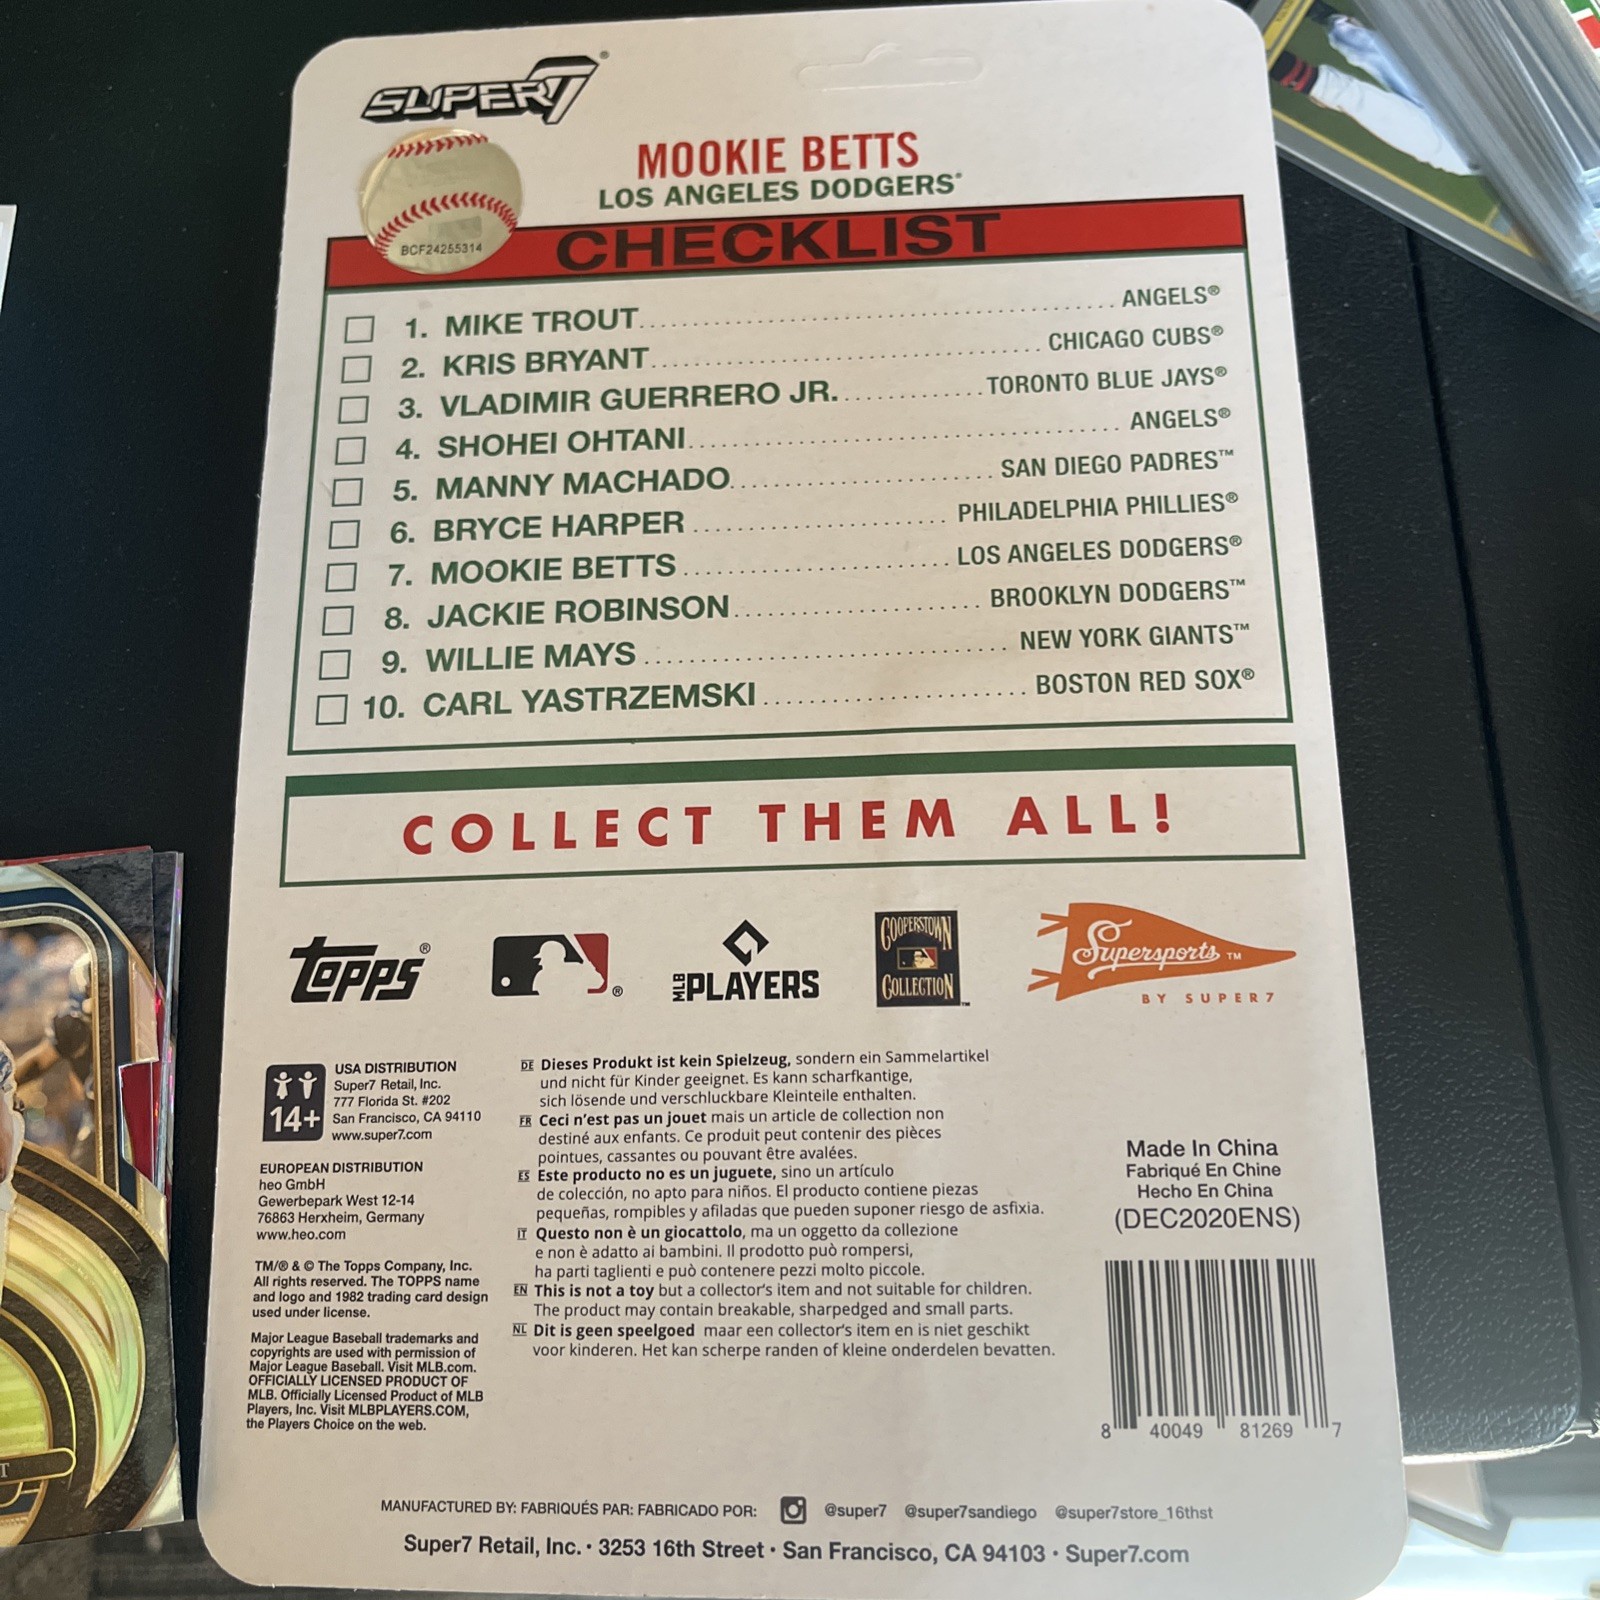 SUPER7®
BCF24255314
MOOKIE BETTS
LOS ANGELES DODGERS®
CHECKLIST
1. MIKE TROUT ANGELS®
2. KRIS BRYANT CHICAGO CUBS®
3. VLADIMIR GUERRERO JR. TORONTO BLUE JAYS®
4. SHOHEI OHTANI ANGELS®
5. MANNY MACHADO SAN DIEGO PADRES™
6. BRYCE HARPER PHILADELPHIA PHILLIES®
7. MOOKIE BETTS LOS ANGELES DODGERS®
8. JACKIE ROBINSON BROOKLYN DODGERS™
9. WILLIE MAYS NEW YORK GIANTS™
10. CARL YASTRZEMSKI BOSTON RED SOX®
COLLECT THEM ALL!
TOPPS®
MLB PLAYERS
COOPERSTOWN
COLLECTION™
Supersports™
BY SUPER7
14+
USA DISTRIBUTION
Super7 Retail, Inc.
777 Florida St. #202
San Francisco, CA 94110
www.super7.com
EUROPEAN DISTRIBUTION
heo GmbH
Gewerbepark West 12-14
76863 Herxheim, Germany
www.heo.com
TM/® & © The Topps Company, Inc.
All rights reserved. The TOPPS name
and logo and 1982 trading card design
used under license.
Major League Baseball trademarks and
copyrights are used with permission of
Major League Baseball. Visit MLB.com.
OFFICIALLY LICENSED PRODUCT OF
MLB. Officially Licensed Product of MLB
Players, Inc. Visit MLBPLAYERS.COM,
the Players Choice on the web.
DE Dieses Produkt ist kein Spielzeug, sondern ein Sammelartikel
und nicht für Kinder geeignet. Es kann scharfkantige,
sich lösende und verschluckbare Kleinteile enthalten.
FR Ceci n'est pas un jouet mais un article de collection non
destiné aux enfants. Ce produit peut contenir des pièces
pointues, cassantes ou pouvant être avalées.
ES Este producto no es un juguete, sino un artículo
de colección, no apto para niños. El producto contiene piezas
pequeñas, rompibles y afiladas que pueden suponer riesgo de asfixia.
IT Questo non è un giocattolo, ma un oggetto da collezione
e non è adatto ai bambini. Il prodotto può rompersi,
ha parti taglienti e può contenere pezzi molto piccole.
EN This is not a toy but a collector's item and not suitable for children.
The product may contain breakable, sharpedged and small parts.
NL Dit is geen speelgoed maar een collector's item en is niet geschikt
voor kinderen. Het kan scherpe randen of kleine onderdelen bevatten.
Made In China
Fabriqué En Chine
Hecho En China
(DEC2020ENS)
8 40049 81269 7
MANUFACTURED BY: FABRIQUÉS PAR: FABRICADO POR: @super7 @super7sandiego @super7store_16thst
Super7 Retail, Inc. • 3253 16th Street • San Francisco, CA 94103 • Super7.com